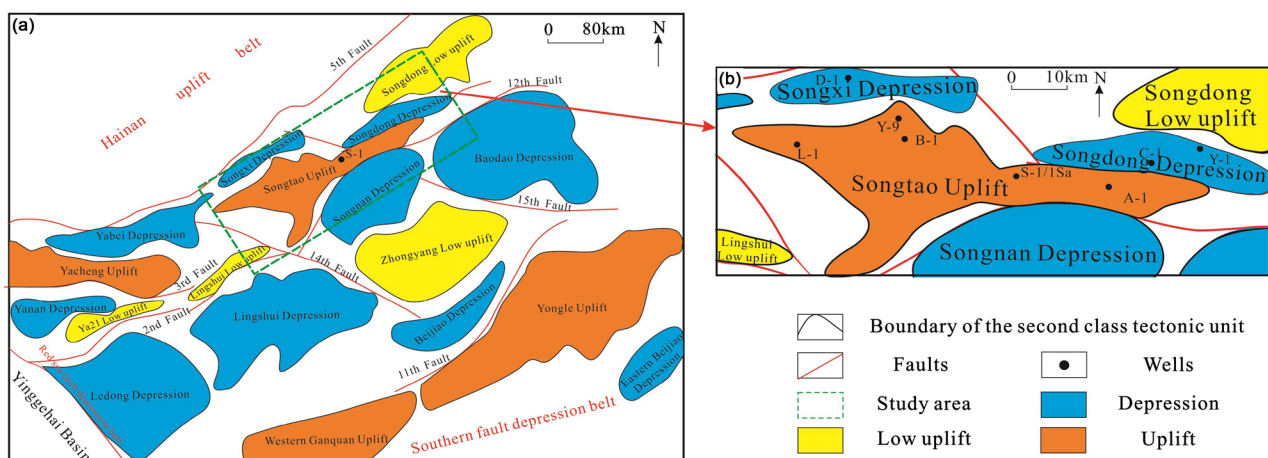 (a)
0 80km
N
Hainan uplift belt
5th Fault
Songdong Low uplift
12th Fault
Songdong Depression
Songxi Depression
S-1
Songtao Uplift
Songnan Depression
Baodao Depression
15th Fault
Yabei Depression
Zhongyang Low uplift
Yacheng Uplift
3rd Fault
Lingshui Low uplift
14th Fault
Yongle Uplift
Yanan Depression
Ya21 Low uplift
2nd Fault
Lingshui Depression
Beijiao Depression
11th Fault
Eastern Beijiao
Depression
Ledong Depression
Yinggchai Basin
Western Ganquan Uplift
Southern fault depression belt
(b)
0 10km
N
D-1
Songxi Depression
Songdong
Low uplift
Y-9
B-1
L-1
C-1
Y-1
Songdong Depression
S-1/1Sa
Songtao Uplift
A-1
Lingshui
Low uplift
Songnan Depression
Boundary of the second class tectonic unit
Faults
Wells
Study area
Depression
Low uplift
Uplift